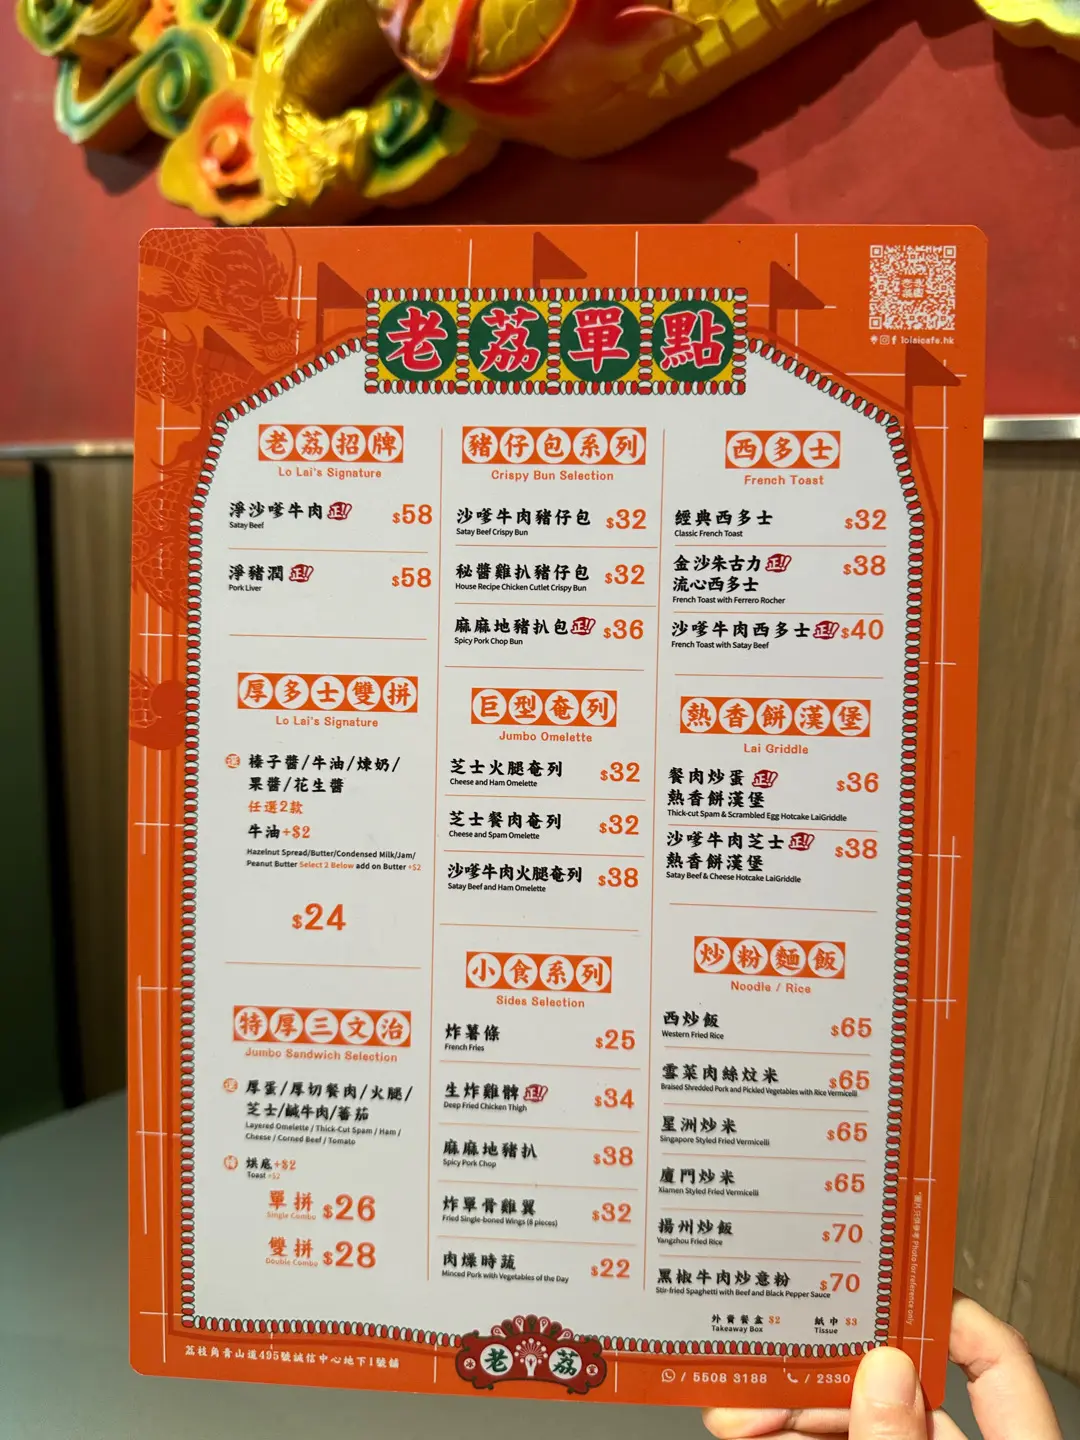 老荔單點
lolaicafe.hk
老荔招牌
Lo Lai's Signature
淨沙嗲牛肉 正!! $58
Satay Beef
淨豬潤 正!! $58
Pork Liver
厚多士雙拼
Lo Lai's Signature
選 榛子醬/牛油/煉奶/
果醬/花生醬
任選2款
牛油+$2
Hazelnut Spread/Butter/Condensed Milk/Jam/
Peanut Butter Select 2 Below add on Butter +$2
$24
特厚三文治
Jumbo Sandwich Selection
選 厚蛋/厚切餐肉/火腿/
芝士/鹹牛肉/蕃茄
Layered Omelette / Thick-Cut Spam / Ham /
Cheese / Corned Beef / Tomato
烘底+$2
Toast +$2
單拼 $26
Single Combo
雙拼 $28
Double Combo
豬仔包系列
Crispy Bun Selection
沙嗲牛肉豬仔包 $32
Satay Beef Crispy Bun
秘醬雞扒豬仔包 $32
House Recipe Chicken Cutlet Crispy Bun
麻麻地豬扒包 正!! $36
Spicy Pork Chop Bun
巨型奄列
Jumbo Omelette
芝士火腿奄列 $32
Cheese and Ham Omelette
芝士餐肉奄列 $32
Cheese and Spam Omelette
沙嗲牛肉火腿奄列 $38
Satay Beef and Ham Omelette
小食系列
Sides Selection
炸薯條 $25
French Fries
生炸雞髀 正!! $34
Deep Fried Chicken Thigh
麻麻地豬扒 $38
Spicy Pork Chop
炸單骨雞翼 $32
Fried Single-boned Wings (6 pieces)
肉燥時蔬 $22
Minced Pork with Vegetables of the Day
西多士
French Toast
經典西多士 $32
Classic French Toast
金沙朱古力 正!! $38
流心西多士
French Toast with Ferrero Rocher
沙嗲牛肉西多士 正!! $40
French Toast with Satay Beef
熱香餅漢堡
Lai Griddle
餐肉炒蛋 正!! $36
熱香餅漢堡
Thick-cut Spam & Scrambled Egg Hotcake LaiGriddle
沙嗲牛肉芝士 正!! $38
熱香餅漢堡
Satay Beef & Cheese Hotcake LaiGriddle
炒粉麵飯
Noodle / Rice
西炒飯 $65
Western Fried Rice
雪菜肉絲炆米 $65
Braised Shredded Pork and Pickled Vegetables with Rice Vermicelli
星洲炒米 $65
Singapore Styled Fried Vermicelli
廈門炒米 $65
Xiamen Styled Fried Vermicelli
揚州炒飯 $70
Yangzhou Fried Rice
黑椒牛肉炒意粉 $70
Stir-fried Spaghetti with Beef and Black Pepper Sauce
外賣餐盒 $2 紙巾 $3
Takeaway Box Tissue
*圖片只供參考 Photo for reference only
荔枝角青山道495號誠信中心地下1號舖
冰 老荔 室
/ 5508 3188 / 2330